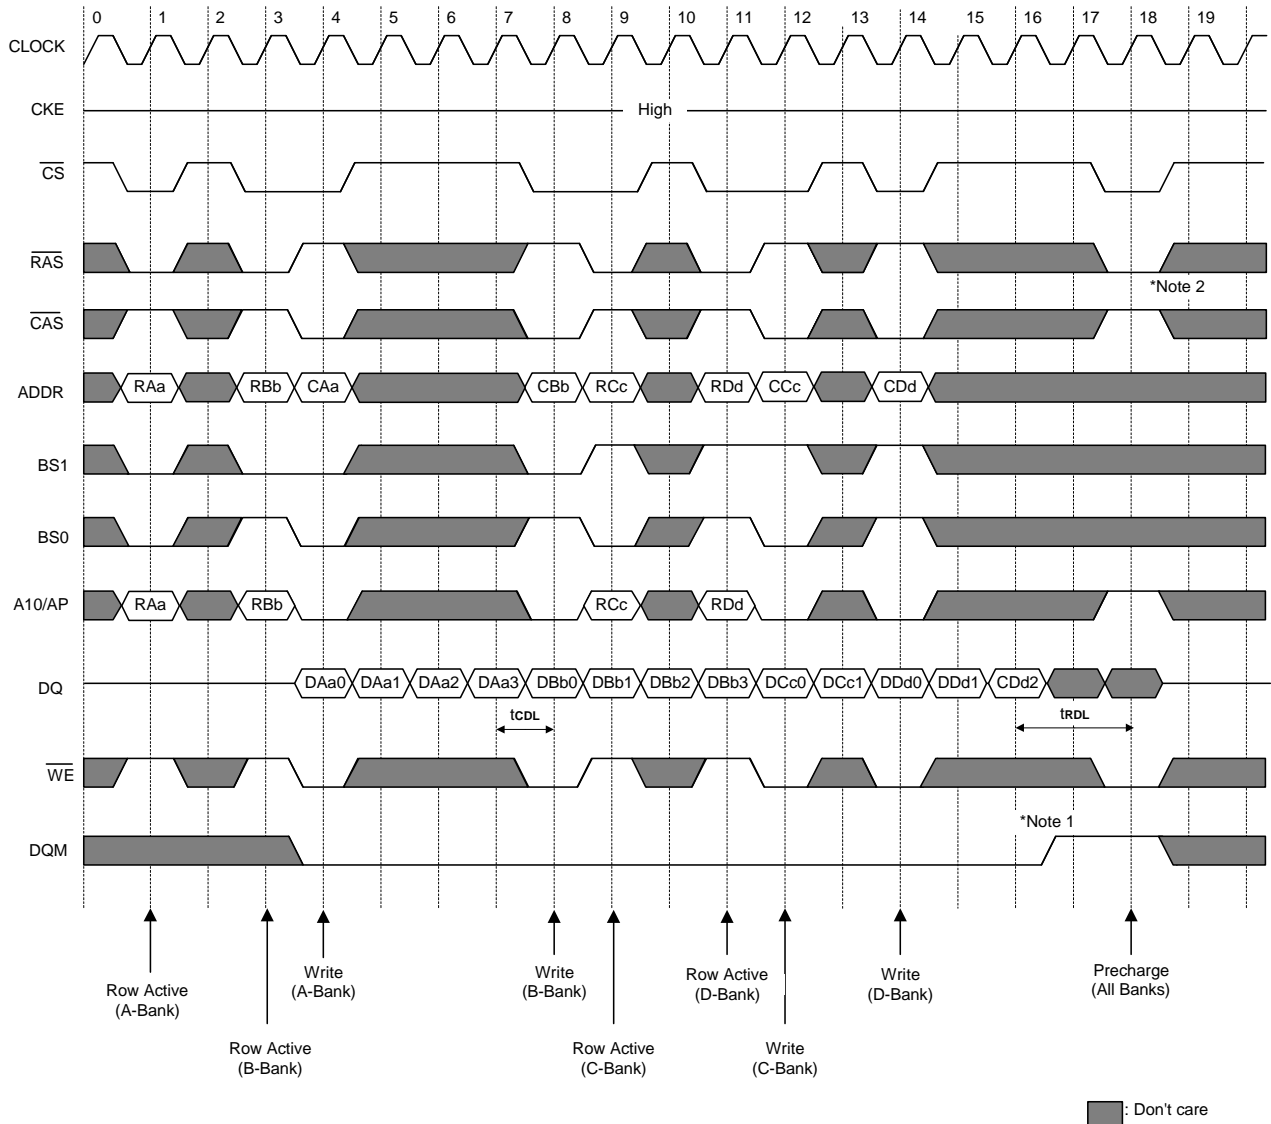 0 1 2 3 4 5 6 7 8 9 10 11 12 13 14 15 16 17 18 19
CLOCK
CKE High
CS
RAS
*Note 2
CAS
ADDR RAa RBb CAa CBb RCc RDd CCc CDd
BS1
BS0
A10/AP RAa RBb RCc RDd
DQ DAa0 DAa1 DAa2 DAa3 DBb0 DBb1 DBb2 DBb3 DCc0 DCc1 DDd0 DDd1 CDd2
tCDL tRDL
WE
*Note 1
DQM
Row Active
(A-Bank)
Row Active
(B-Bank)
Write
(A-Bank)
Write
(B-Bank)
Row Active
(C-Bank)
Row Active
(D-Bank)
Write
(C-Bank)
Write
(D-Bank)
Precharge
(All Banks)
: Don't care